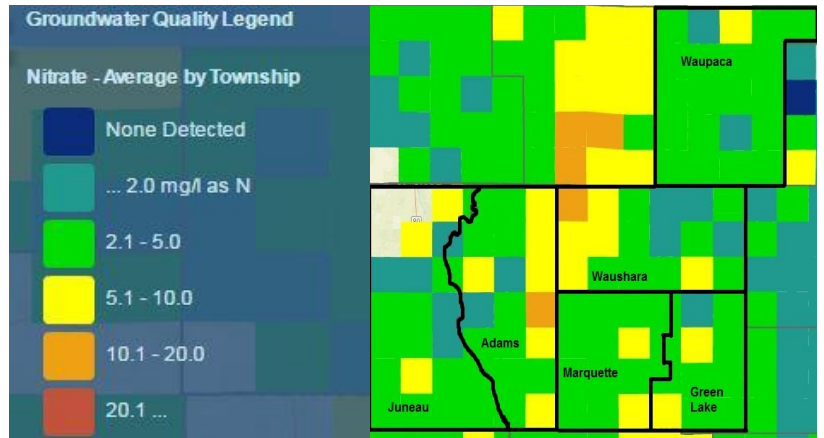 Groundwater Quality Legend
Nitrate - Average by Township
None Detected
... 2.0 mg/l as N
2.1 - 5.0
5.1 - 10.0
10.1 - 20.0
20.1 ...
Waupaca
Waushara
Adams
Marquette
Juneau
Green
Lake